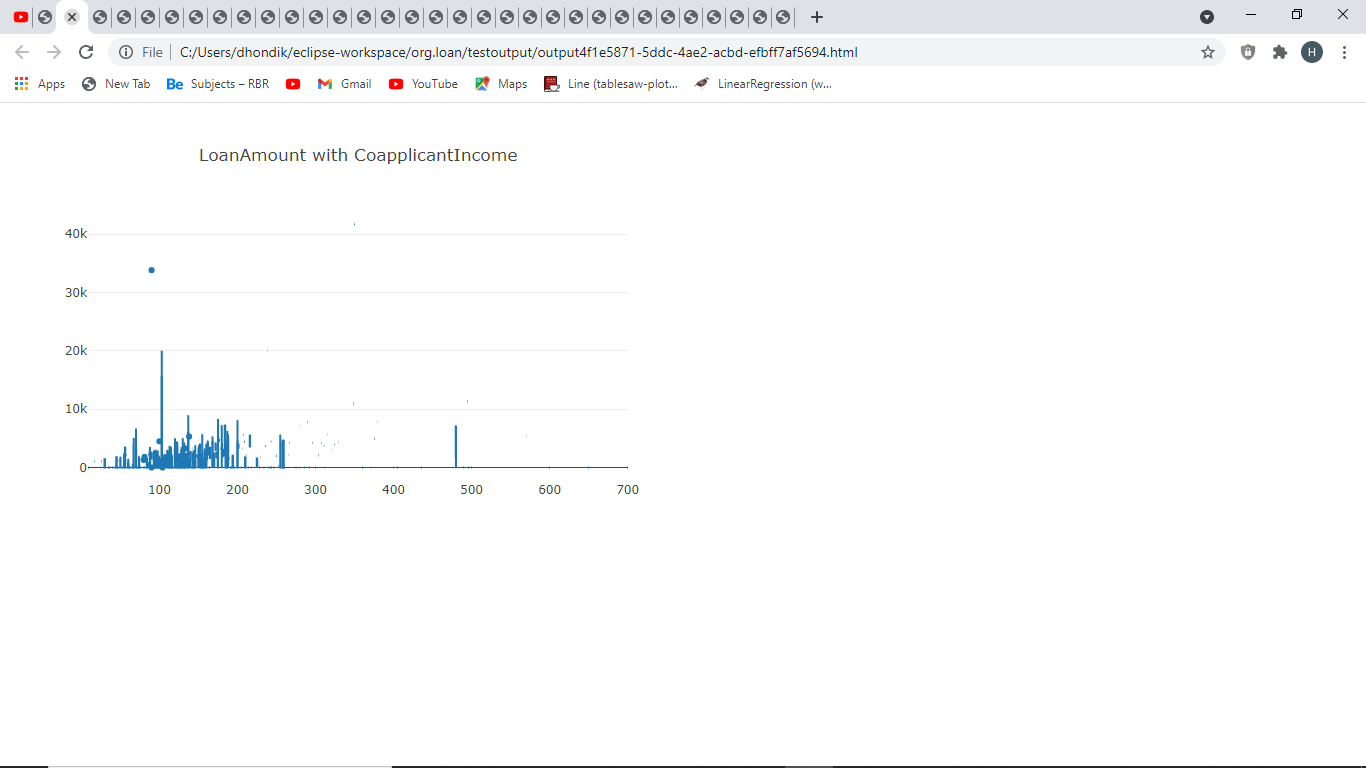 File C:/Users/dhondik/eclipse-workspace/org.loan/testoutput/output4f1e5871-5ddc-4ae2-acbd-efbff7af5694.html H
Apps New Tab Be Subjects – RBR Gmail YouTube Maps Line (tablesaw-plot... LinearRegression (w...
LoanAmount with CoapplicantIncome
40k
30k
20k
10k
0
100 200 300 400 500 600 700